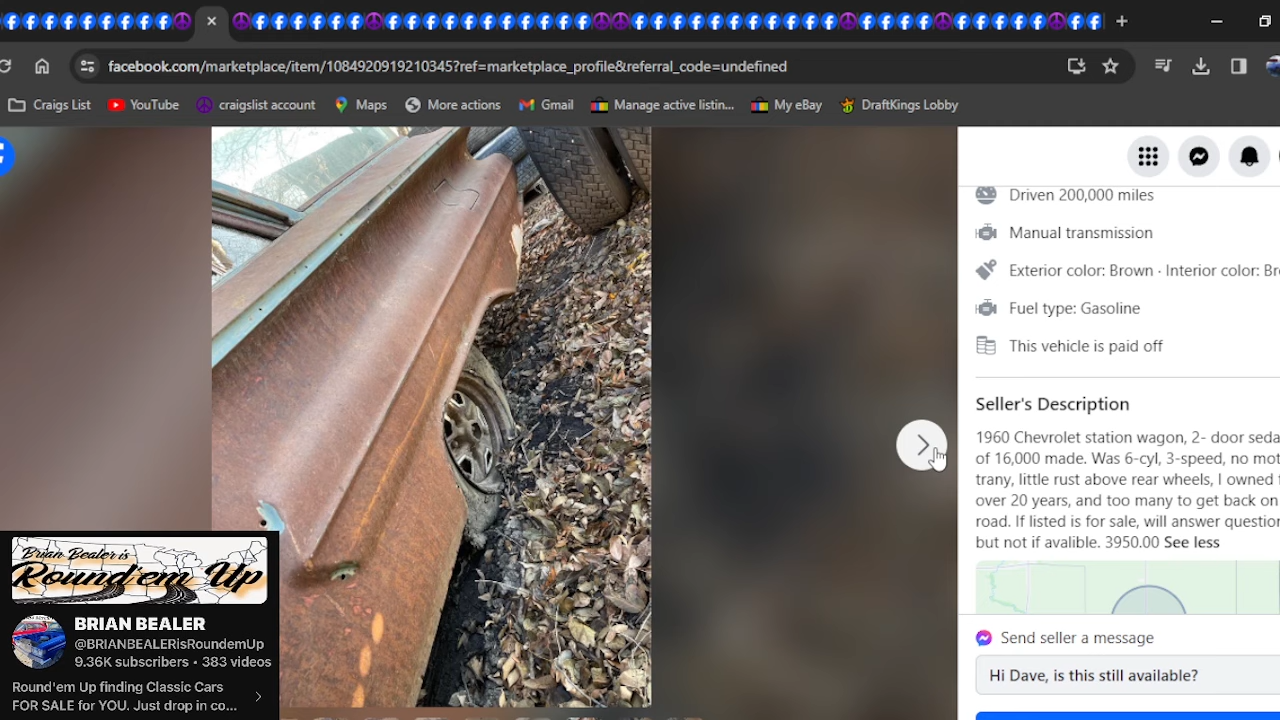 facebook.com/marketplace/item/1084920919210345?ref=marketplace_profile&referral_code=undefined
Craigs List
YouTube
craigslist account
Maps
More actions
Gmail
Manage active listin...
My eBay
DraftKings Lobby
Driven 200,000 miles
Manual transmission
Exterior color: Brown · Interior color: Br
Fuel type: Gasoline
This vehicle is paid off
Seller's Description
1960 Chevrolet station wagon, 2- door seda
of 16,000 made. Was 6-cyl, 3-speed, no mot
trany, little rust above rear wheels, I owned
over 20 years, and too many to get back on
road. If listed is for sale, will answer question
but not if avalible. 3950.00 See less
Send seller a message
Hi Dave, is this still available?
Brian Bealer is
Round'em Up
BRIAN BEALER
@BRIANBEALERisRoundemUp
9.36K subscribers • 383 videos
Round'em Up finding Classic Cars
FOR SALE for YOU. Just drop in co...